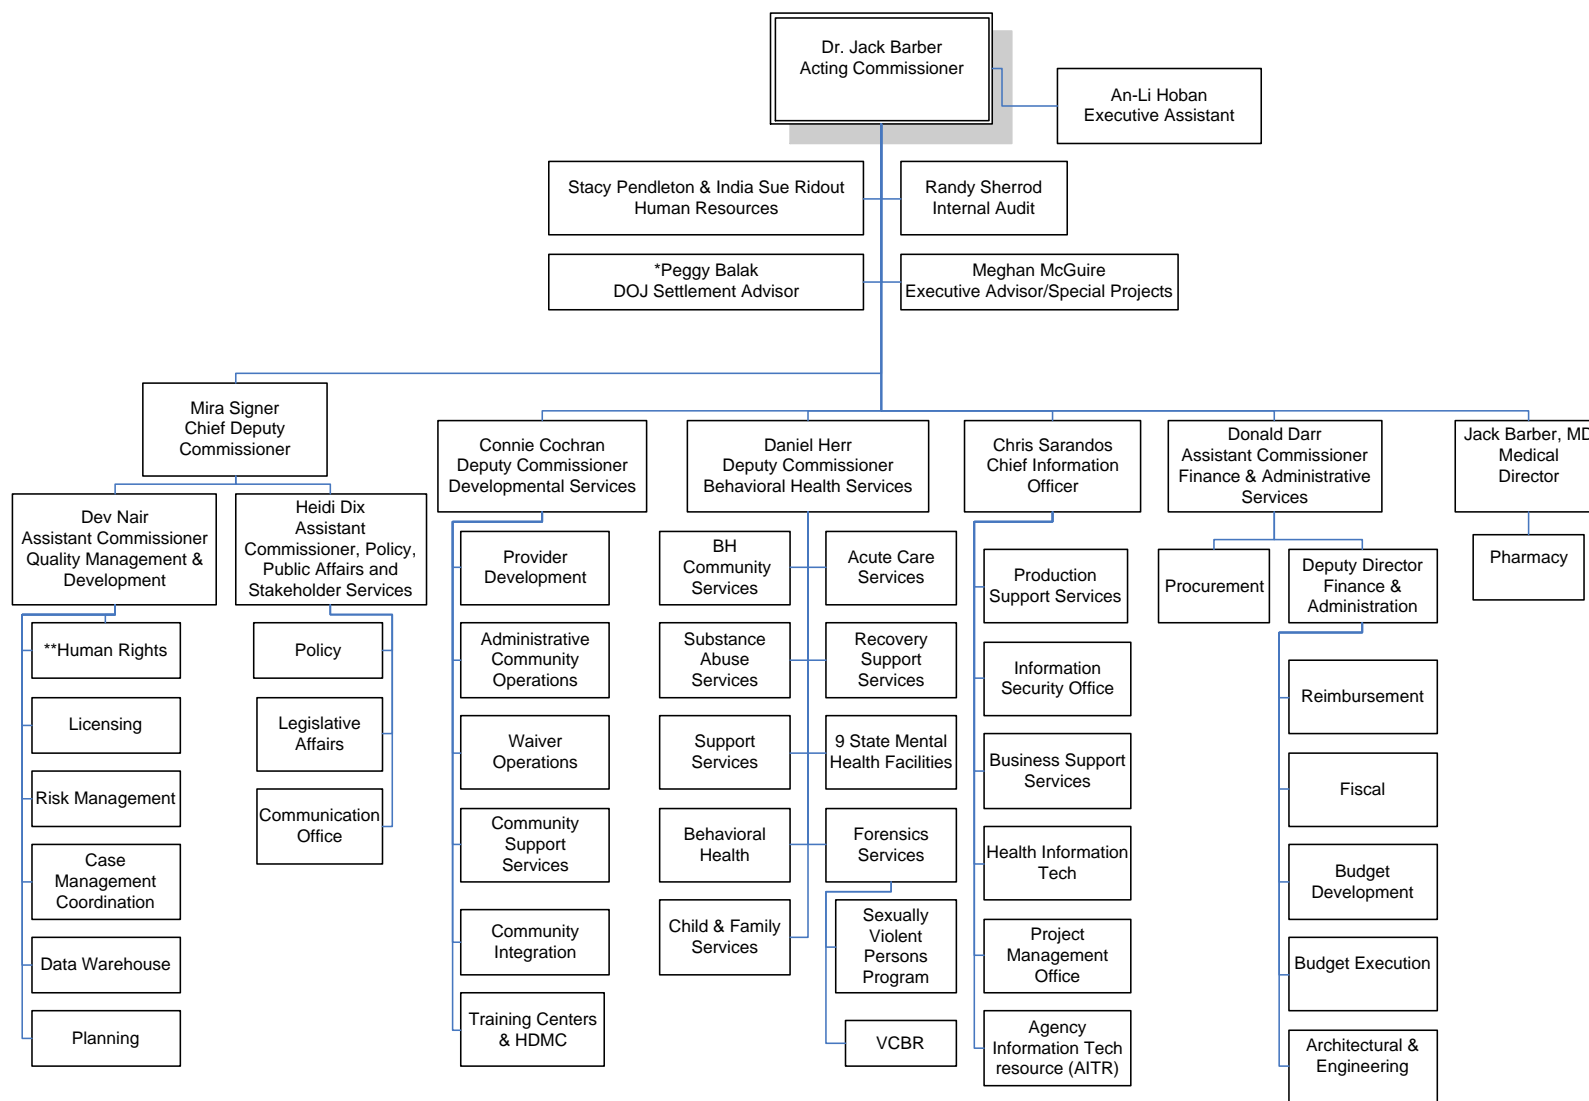 Dr. Jack Barber
Acting Commissioner
An-Li Hoban
Executive Assistant
Stacy Pendleton & India Sue Ridout
Human Resources
Randy Sherrod
Internal Audit
*Peggy Balak
DOJ Settlement Advisor
Meghan McGuire
Executive Advisor/Special Projects
Mira Signer
Chief Deputy
Commissioner
Connie Cochran
Deputy Commissioner
Developmental Services
Daniel Herr
Deputy Commissioner
Behavioral Health Services
Chris Sarandos
Chief Information
Officer
Donald Darr
Assistant Commissioner
Finance & Administrative
Services
Jack Barber, MD
Medical
Director
Dev Nair
Assistant Commissioner
Quality Management &
Development
Heidi Dix
Assistant
Commissioner, Policy,
Public Affairs and
Stakeholder Services
**Human Rights
Licensing
Risk Management
Case
Management
Coordination
Data Warehouse
Planning
Policy
Legislative
Affairs
Communication
Office
Provider
Development
Administrative
Community
Operations
Waiver
Operations
Community
Support
Services
Community
Integration
Training Centers
& HDMC
BH
Community
Services
Acute Care
Services
Substance
Abuse
Services
Recovery
Support
Services
Support
Services
9 State Mental
Health Facilities
Behavioral
Health
Forensics
Services
Child & Family
Services
Sexually
Violent
Persons
Program
VCBR
Production
Support Services
Information
Security Office
Business Support
Services
Health Information
Tech
Project
Management
Office
Agency
Information Tech
resource (AITR)
Procurement
Deputy Director
Finance &
Administration
Reimbursement
Fiscal
Budget
Development
Budget Execution
Architectural &
Engineering
Pharmacy